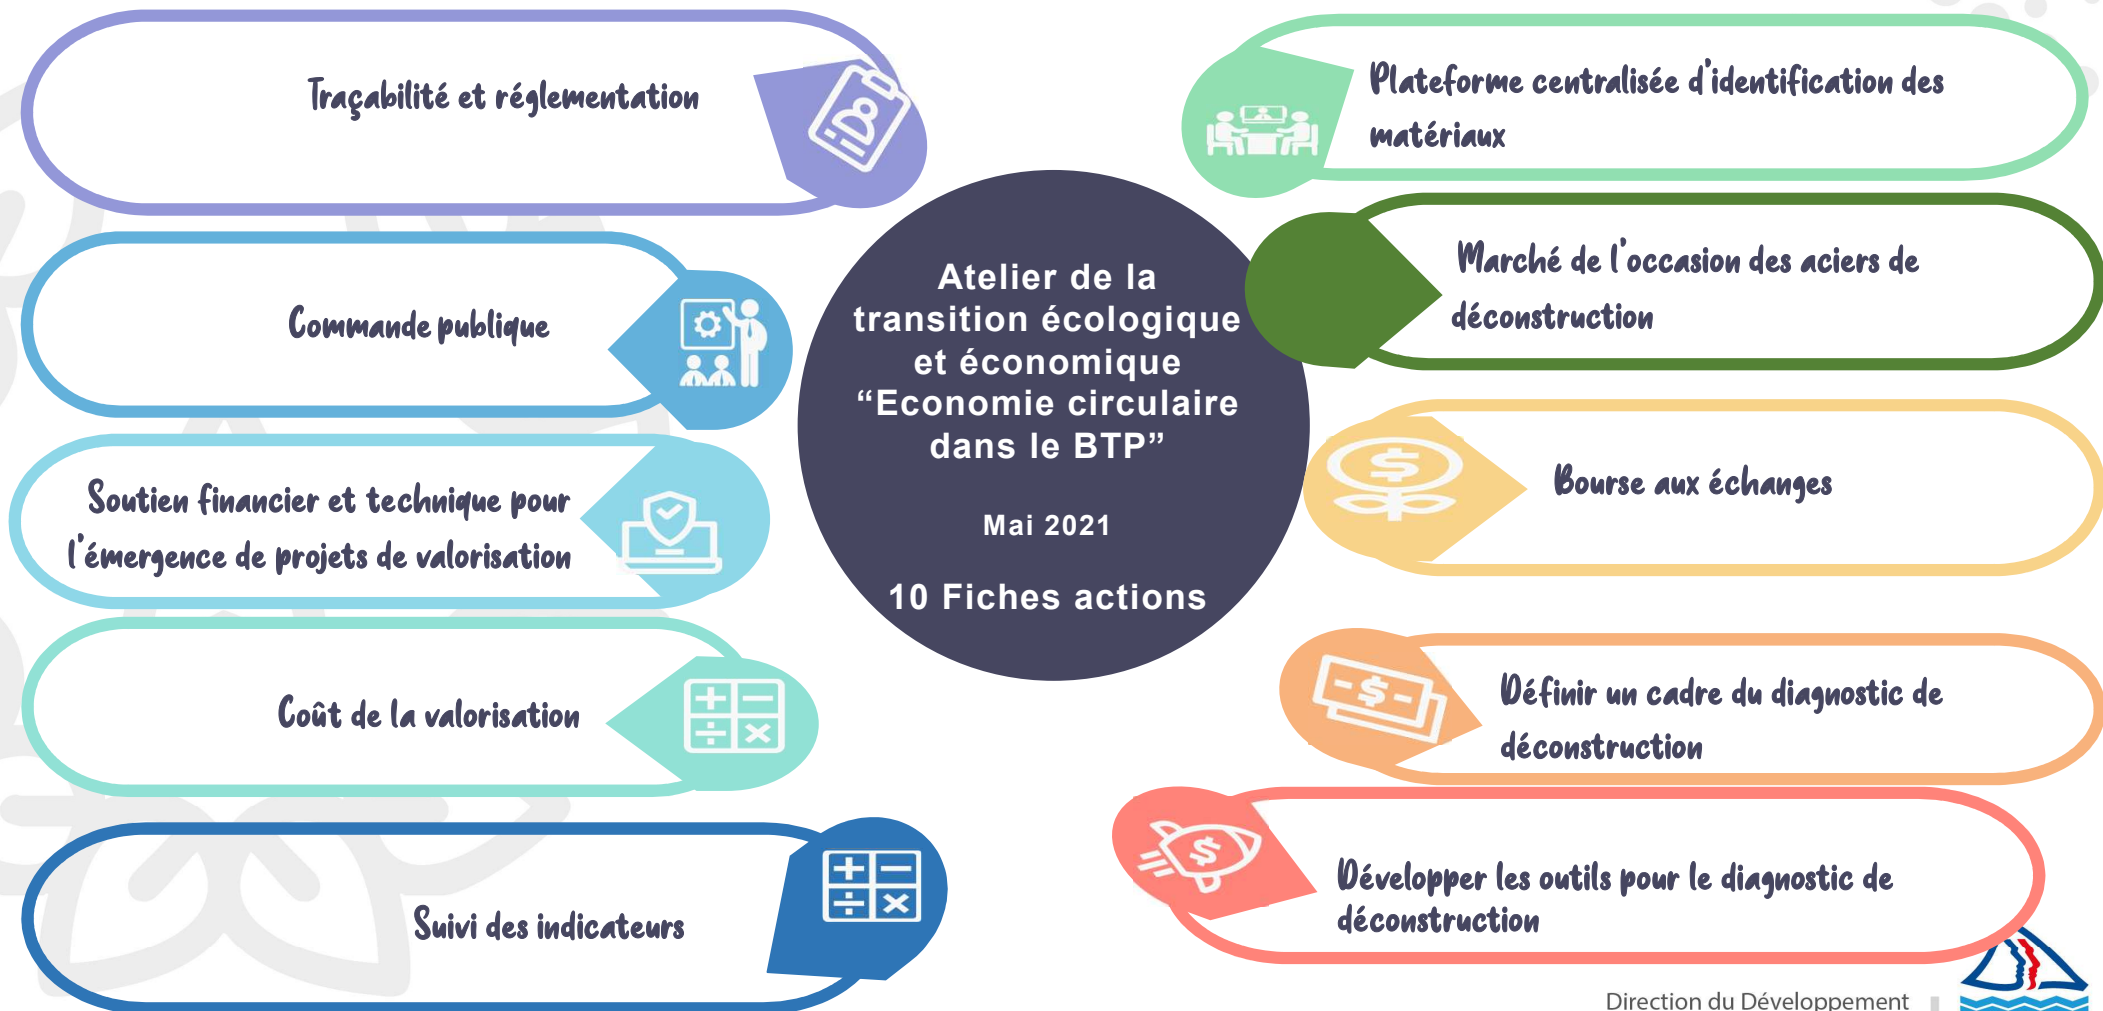 Traçabilité et réglementation
Commande publique
Soutien financier et technique pour
l'émergence de projets de valorisation
Coût de la valorisation
Suivi des indicateurs
Atelier de la
transition écologique
et économique
“Economie circulaire
dans le BTP”
Mai 2021
10 Fiches actions
Plateforme centralisée d'identification des
matériaux
Marché de l'occasion des aciers de
déconstruction
Bourse aux échanges
Définir un cadre du diagnostic de
déconstruction
Développer les outils pour le diagnostic de
déconstruction
Direction du Développement